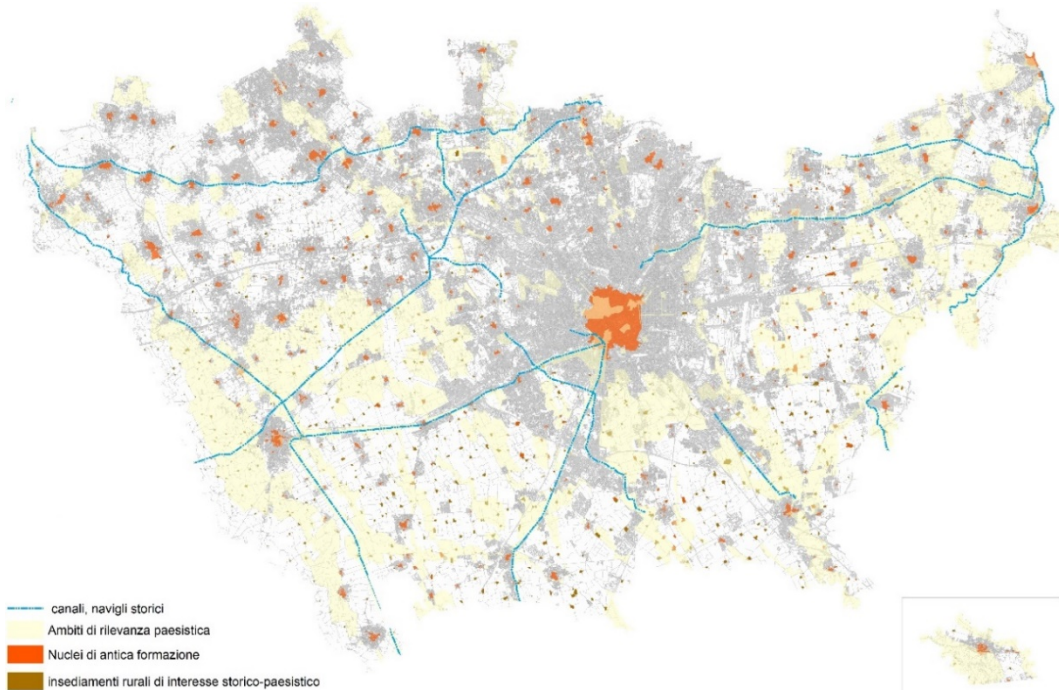 canali, navigli storici
Ambiti di rilevanza paesistica
Nuclei di antica formazione
insediamenti rurali di interesse storico-paesistico